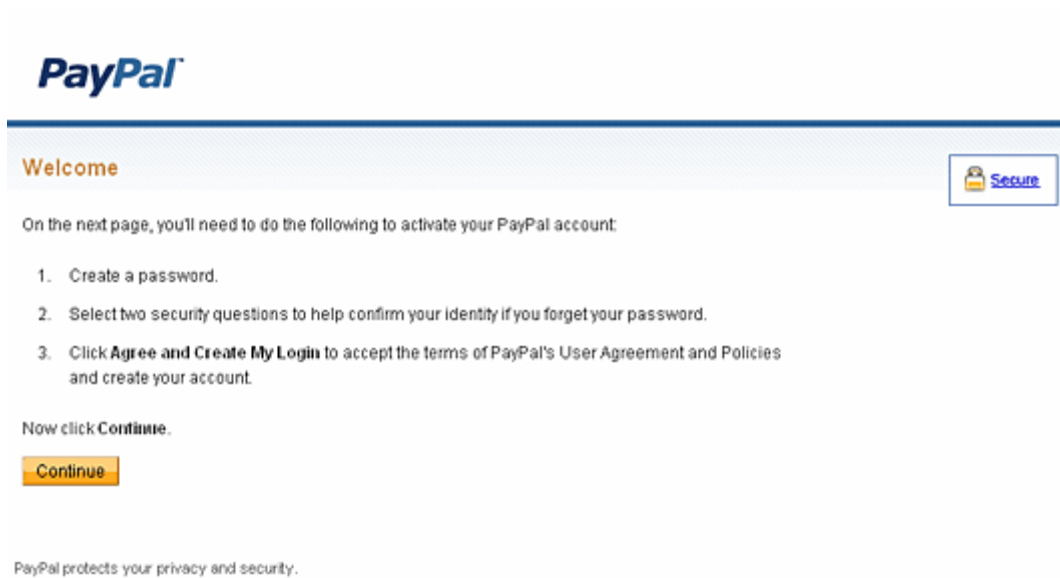 PayPal
Welcome
Secure
On the next page, you'll need to do the following to activate your PayPal account:
1. Create a password.
2. Select two security questions to help confirm your identity if you forget your password.
3. Click Agree and Create My Login to accept the terms of PayPal's User Agreement and Policies
and create your account.
Now click Continue.
Continue
PayPal protects your privacy and security.